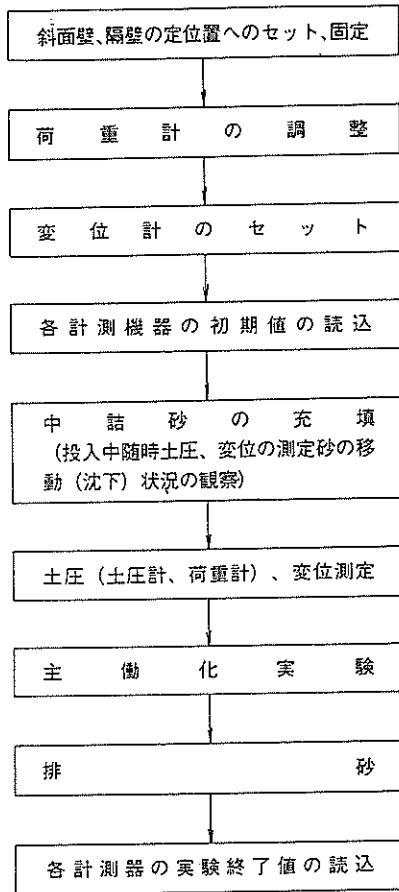 斜面壁、隔壁の定位置へのセット、固定
荷重計の調整
変位計のセット
各計測機器の初期値の読込
中詰砂の充填
(投入中随時土圧、変位の測定砂の移
動(沈下)状況の観察)
土圧(土圧計、荷重計)、変位測定
主働化実験
排砂
各計測器の実験終了値の読込